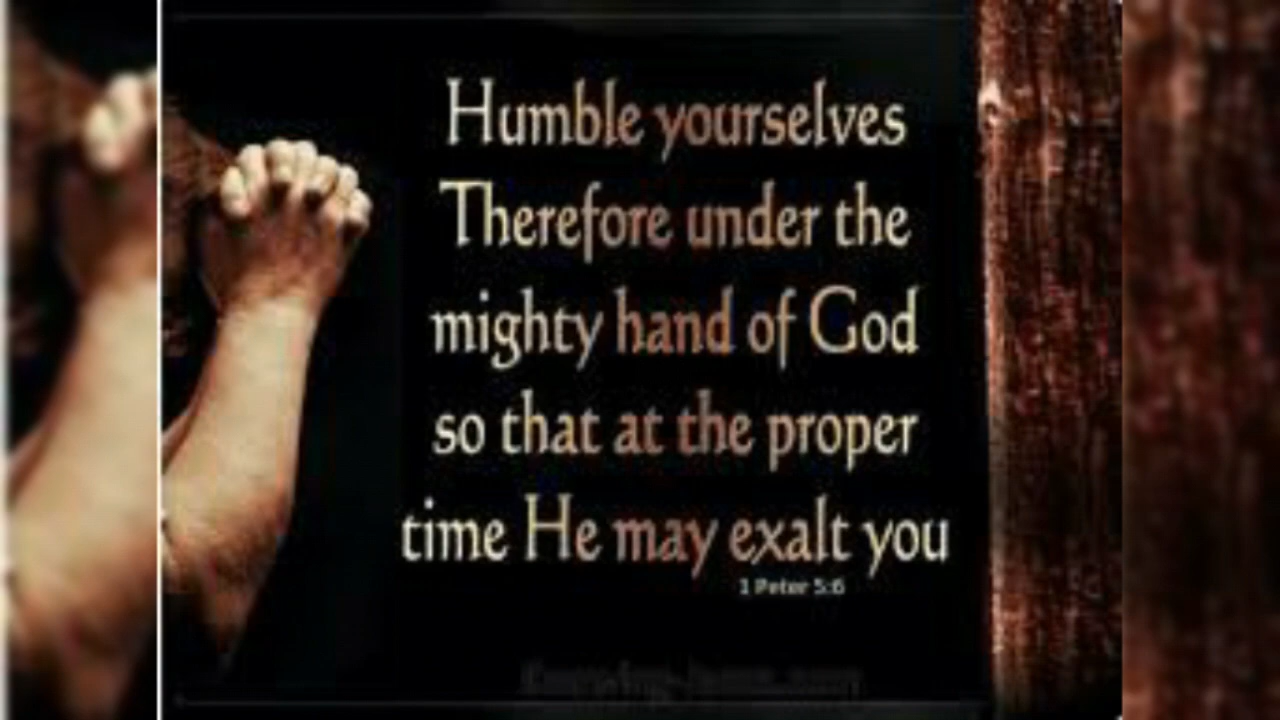 Humble yourselves
Therefore under the
mighty hand of God
so that at the proper
time He may exalt you
1 Peter 5:6